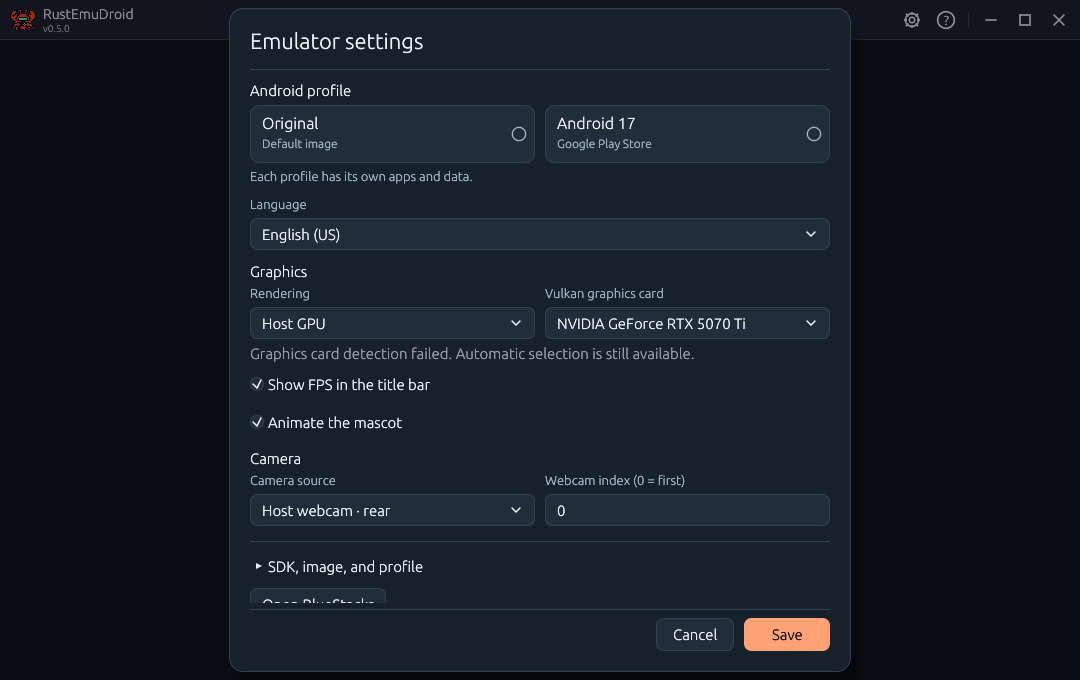 RustEmuDroid
v0.5.0
Emulator settings
Android profile
Original
Default image
Android 17
Google Play Store
Each profile has its own apps and data.
Language
English (US)
Graphics
Rendering
Vulkan graphics card
Host GPU
NVIDIA GeForce RTX 5070 Ti
Graphics card detection failed. Automatic selection is still available.
Show FPS in the title bar
Animate the mascot
Camera
Camera source
Webcam index (0 = first)
Host webcam · rear
0
SDK, image, and profile
Open BlueStacks
Cancel
Save